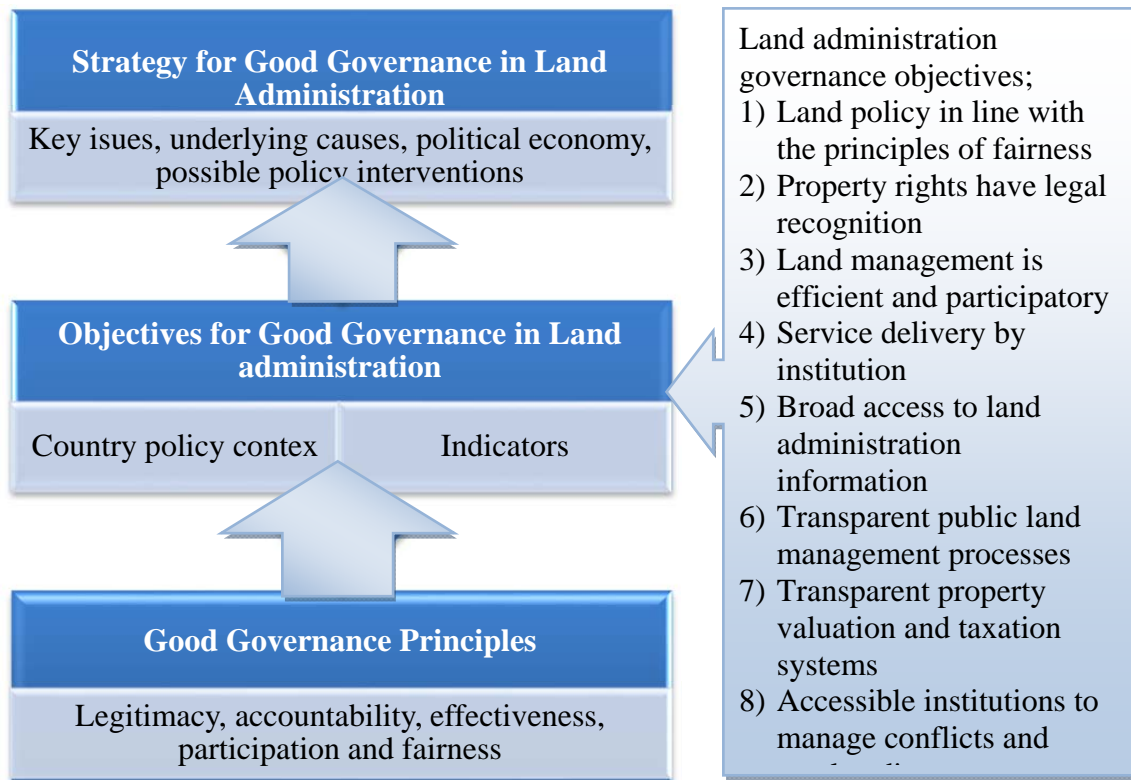 Strategy for Good Governance in Land
Administration
Key isues, underlying causes, political economy,
possible policy interventions
Objectives for Good Governance in Land
administration
Country policy contex
Indicators
Good Governance Principles
Legitimacy, accountability, effectiveness,
participation and fairness
Land administration
governance objectives;
1) Land policy in line with
the principles of fairness
2) Property rights have legal
recognition
3) Land management is
efficient and participatory
4) Service delivery by
institution
5) Broad access to land
administration
information
6) Transparent public land
management processes
7) Transparent property
valuation and taxation
systems
8) Accessible institutions to
manage conflicts and